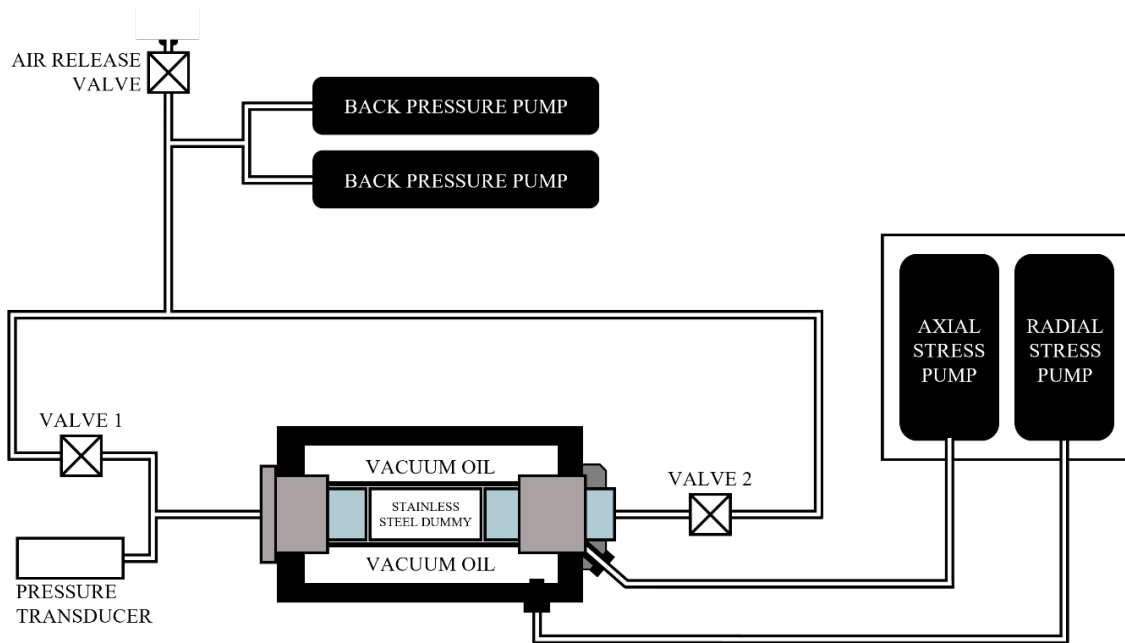 AIR RELEASE
VALVE
BACK PRESSURE PUMP
BACK PRESSURE PUMP
AXIAL
STRESS
PUMP
RADIAL
STRESS
PUMP
VALVE 1
VACUUM OIL
VALVE 2
STAINLESS
STEEL DUMMY
VACUUM OIL
PRESSURE
TRANSDUCER